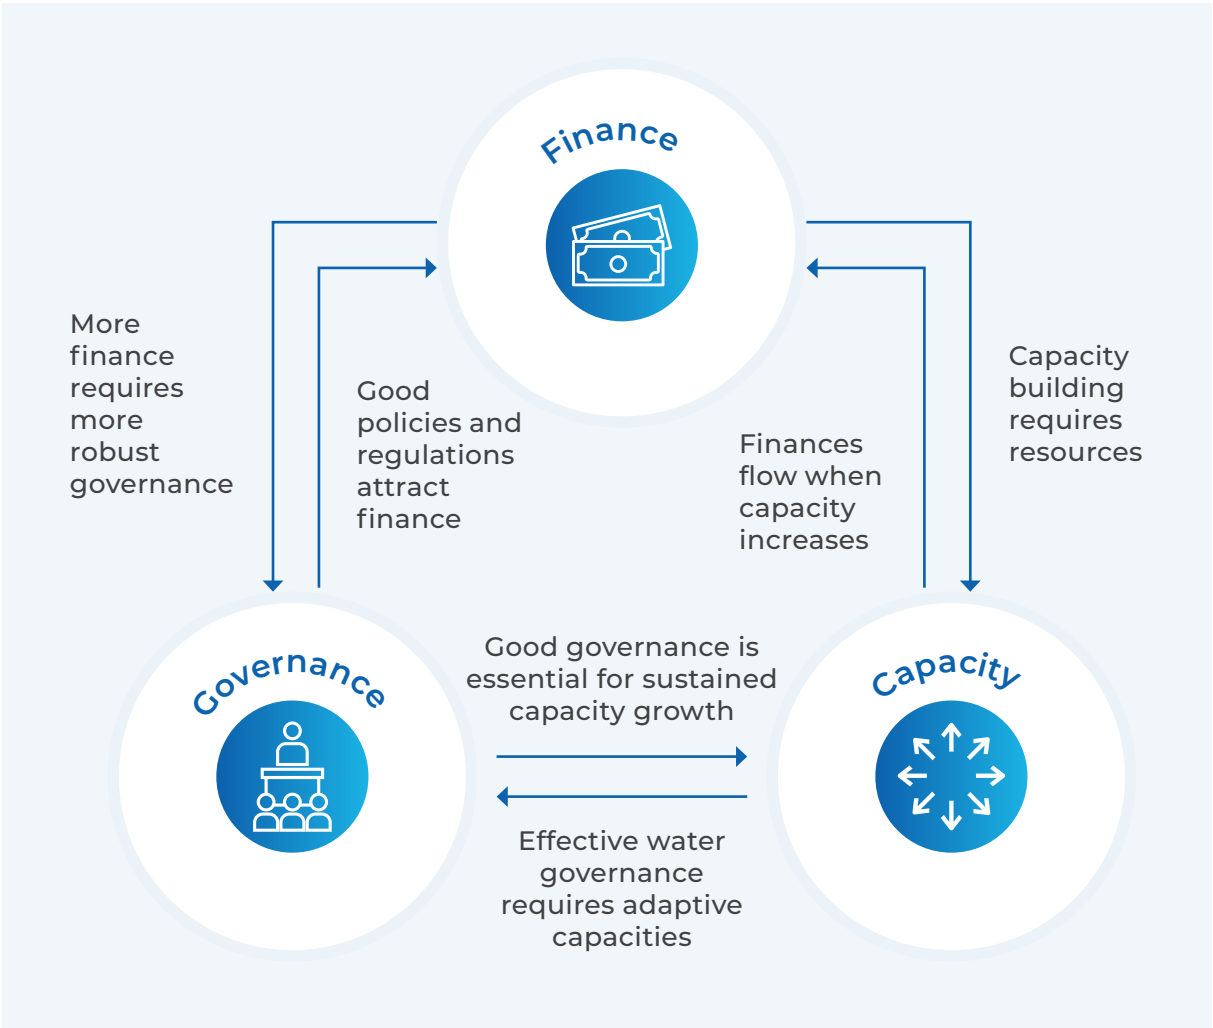 Finance
More
finance
requires
more
robust
governance
Good
policies and
regulations
attract
finance
Finances
flow when
capacity
increases
Capacity
building
requires
resources
Governance
Good governance is
essential for sustained
capacity growth
Effective water
governance
requires adaptive
capacities
Capacity